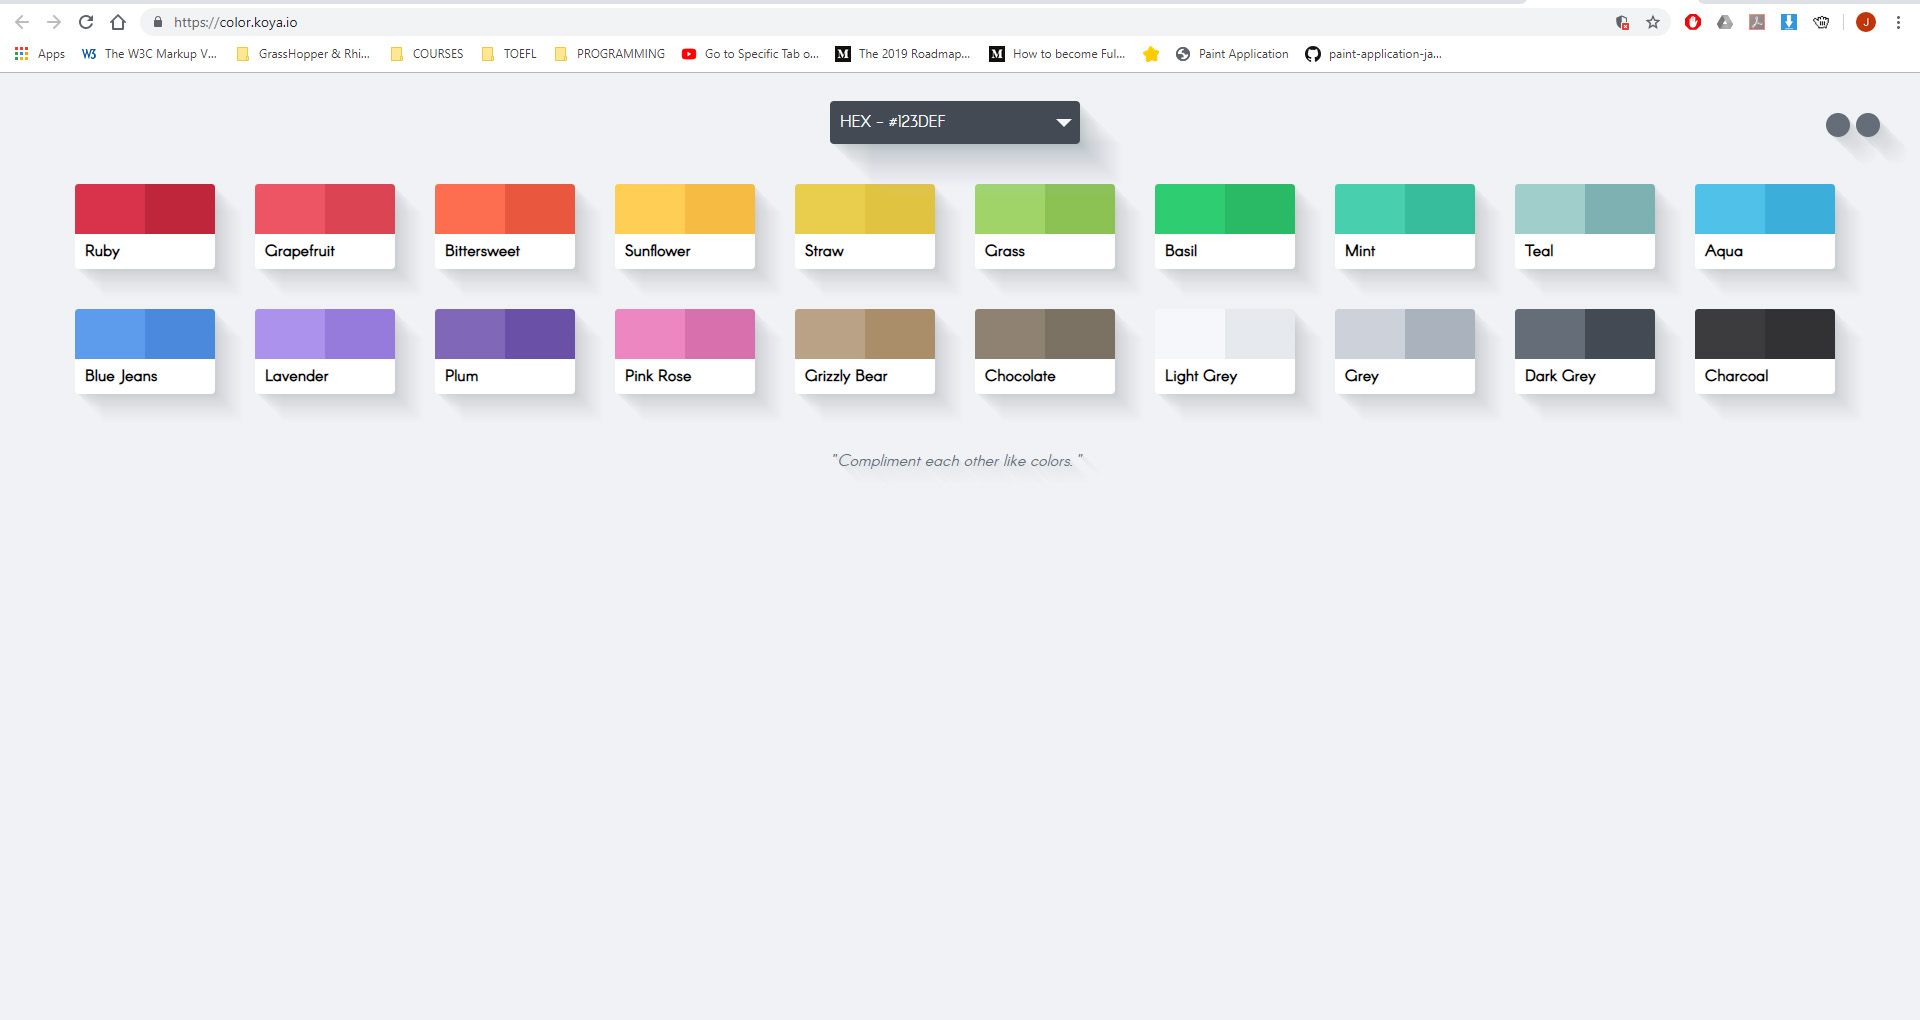 https://color.koya.io
J
Apps W3 The W3C Markup V... GrassHopper & Rhi... COURSES TOEFL PROGRAMMING Go to Specific Tab o... M The 2019 Roadmap... M How to become Ful... Paint Application paint-application-ja...
HEX - #123DEF
Ruby Grapefruit Bittersweet Sunflower Straw Grass Basil Mint Teal Aqua
Blue Jeans Lavender Plum Pink Rose Grizzly Bear Chocolate Light Grey Grey Dark Grey Charcoal
"Compliment each other like colors."